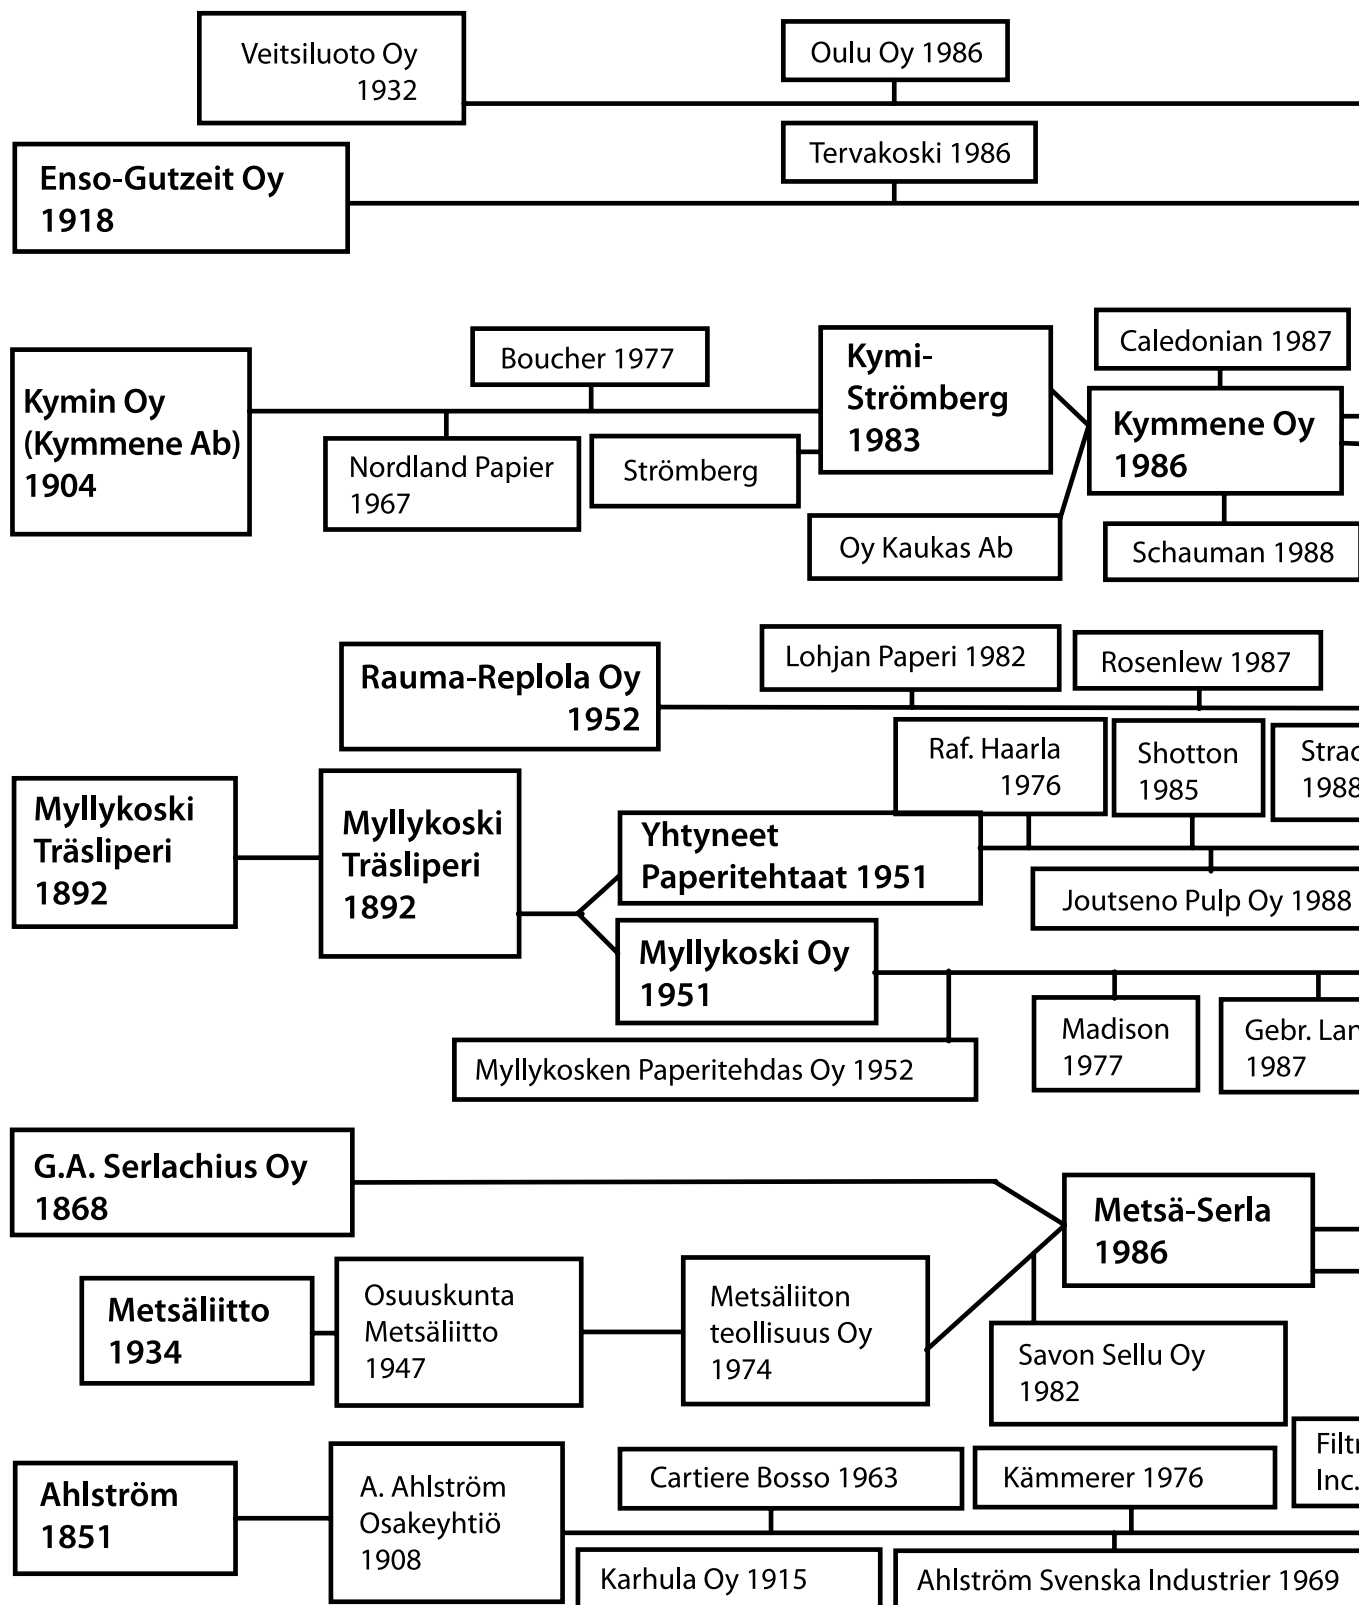 Veitsiluoto Oy
1932
Oulu Oy 1986
Tervakoski 1986
Enso-Gutzeit Oy
1918
Caledonian 1987
Boucher 1977
Kymi-
Strömberg
1983
Kymin Oy
(Kymmene Ab)
1904
Kymmene Oy
1986
Nordland Papier
1967
Strömberg
Oy Kaukas Ab
Schauman 1988
Lohjan Paperi 1982
Rosenlew 1987
Rauma-Replola Oy
1952
Raf. Haarla
1976
Shotton
1985
1988
Myllykoski
Träsliperi
1892
Myllykoski
Träsliperi
1892
Yhtyneet
Paperitehtaat 1951
Joutseno Pulp Oy 1988
Myllykoski Oy
1951
Madison
1977
Gebr.
1987
Myllykosken Paperitehdas Oy 1952
G.A. Serlachius Oy
1868
Metsä-Serla
1986
Metsäliitto
1934
Osuuskunta
Metsäliitto
1947
Metsäliiton
teollisuus Oy
1974
Savon Sellu Oy
1982
Inc.
Ahlström
1851
A. Ahlström
Osakeyhtiö
1908
Cartiere Bosso 1963
Kämmerer 1976
Karhula Oy 1915
Ahlström Svenska Industrier 1969